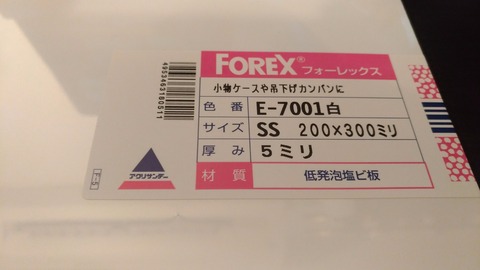 FOREX® フォーレックス
小物ケースや吊下げカンバンに
色番 E-7001白
サイズ SS 200×300ミリ
厚み 5ミリ
材質 低発泡塩ビ板
4953463180511
アクリサンデー
F-5